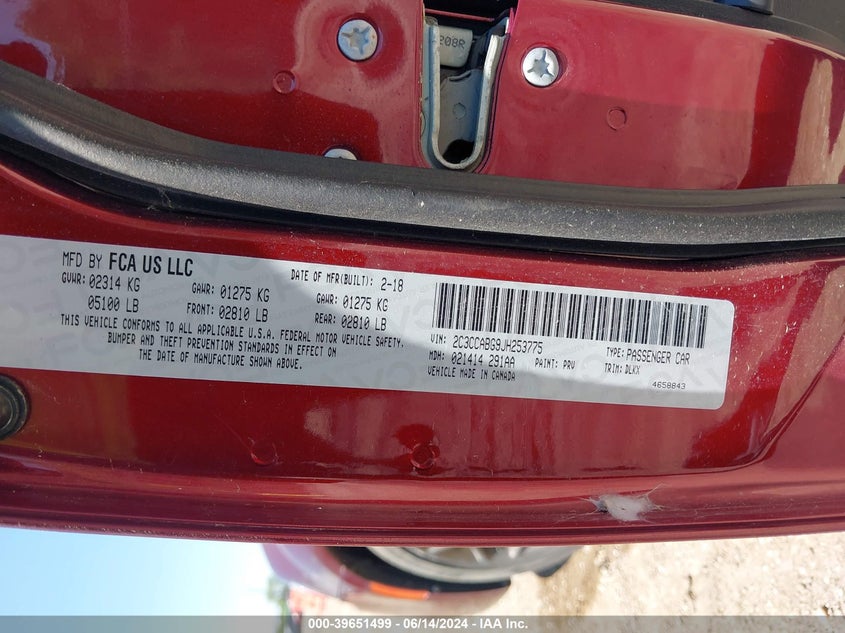 208R
MFD BY FCA US LLC
DATE OF MFR(BUILT): 2-18
GVWR: 02314 KG GAWR: 01275 KG GAWR: 01275 KG
05100 LB FRONT: 02810 LB REAR: 02810 LB
THIS VEHICLE CONFORMS TO ALL APPLICABLE U.S.A. FEDERAL MOTOR VEHICLE SAFETY,
BUMPER AND THEFT PREVENTION STANDARDS IN EFFECT ON
THE DATE OF MANUFACTURE SHOWN ABOVE.
VIN: 2C3CCABG9JH253775 TYPE: PASSENGER CAR
MDH: 021414 291AA PAINT: PRV TRIM: DLXX
VEHICLE MADE IN CANADA
4658843
000-39651499 - 06/14/2024 - IAA Inc.